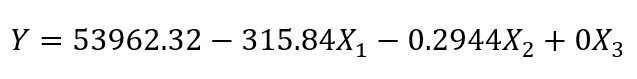 Y = 53962.32 − 315.84X₁ − 0.2944X₂ + 0X₃